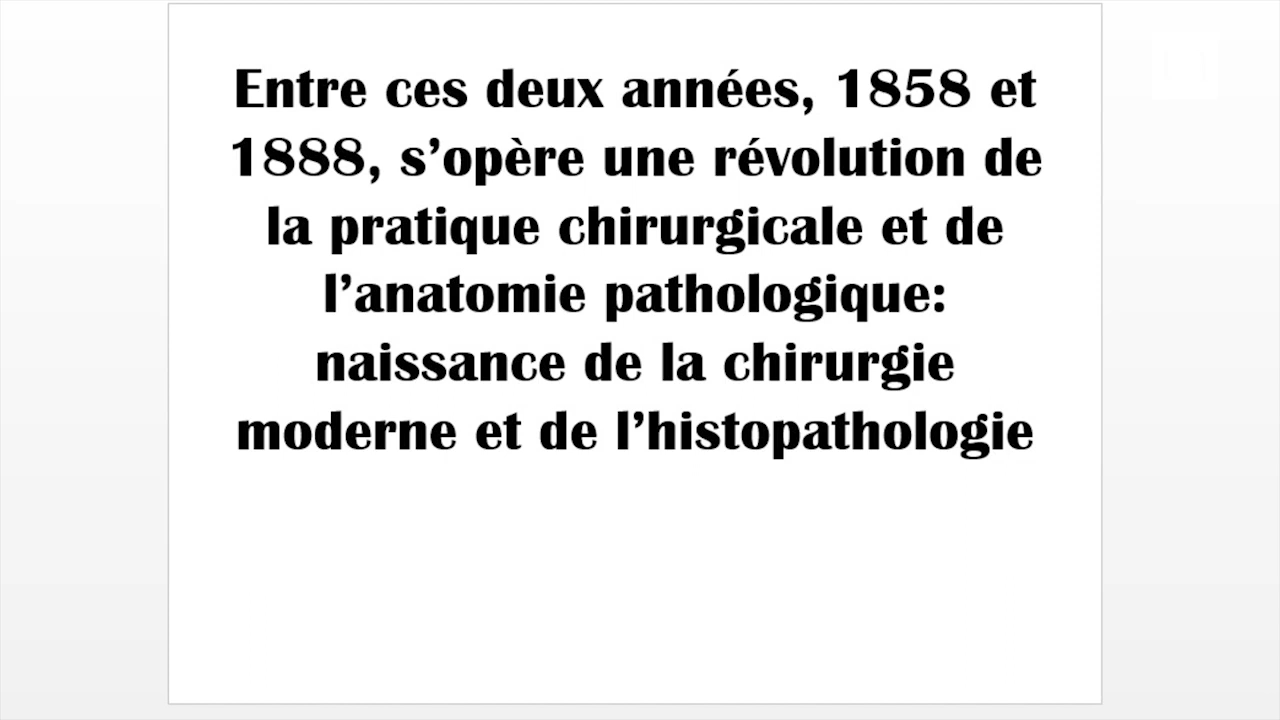 Entre ces deux années, 1858 et
1888, s’opère une révolution de
la pratique chirurgicale et de
l’anatomie pathologique:
naissance de la chirurgie
moderne et de l’histopathologie